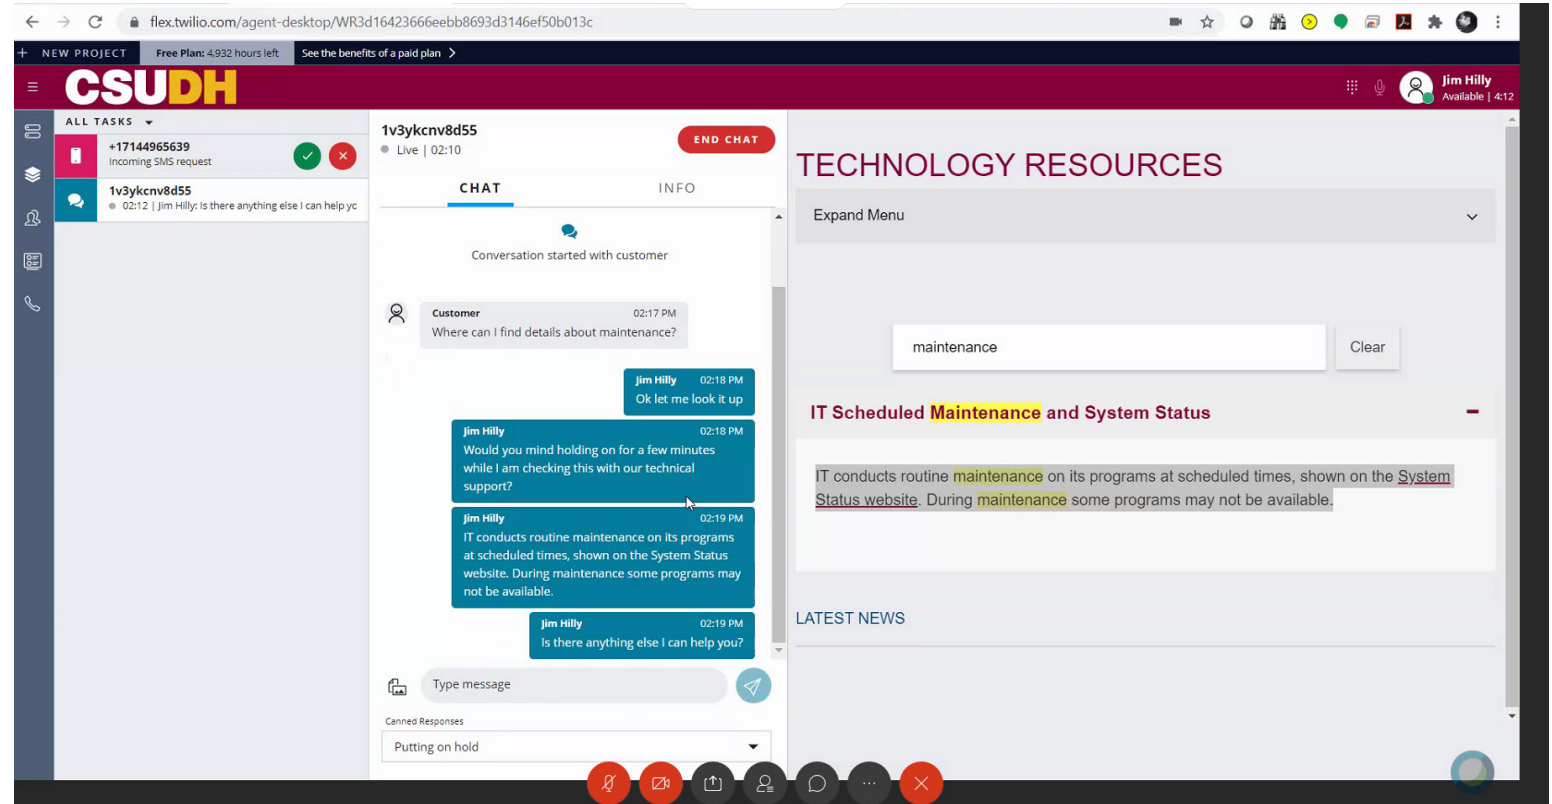 flex.twilio.com/agent-desktop/WR3d16423666eebb8693d3146ef50b013c
+ NEW PROJECT Free Plan: 4.932 hours left See the benefits of a paid plan >
CSUDH
Jim Hilly
Available | 4:12
ALL TASKS
+17144965639
Incoming SMS request
1v3ykcnv8d55
02:12 | Jim Hilly: Is there anything else I can help yc
1v3ykcnv8d55
Live | 02:10
END CHAT
CHAT INFO
Conversation started with customer
Customer 02:17 PM
Where can I find details about maintenance?
Jim Hilly 02:18 PM
Ok let me look it up
Jim Hilly 02:18 PM
Would you mind holding on for a few minutes
while I am checking this with our technical
support?
Jim Hilly 02:19 PM
IT conducts routine maintenance on its programs
at scheduled times, shown on the System Status
website. During maintenance some programs may
not be available.
Jim Hilly 02:19 PM
Is there anything else I can help you?
Type message
Canned Responses
Putting on hold
TECHNOLOGY RESOURCES
Expand Menu
maintenance
Clear
IT Scheduled Maintenance and System Status
IT conducts routine maintenance on its programs at scheduled times, shown on the System
Status website. During maintenance some programs may not be available.
LATEST NEWS